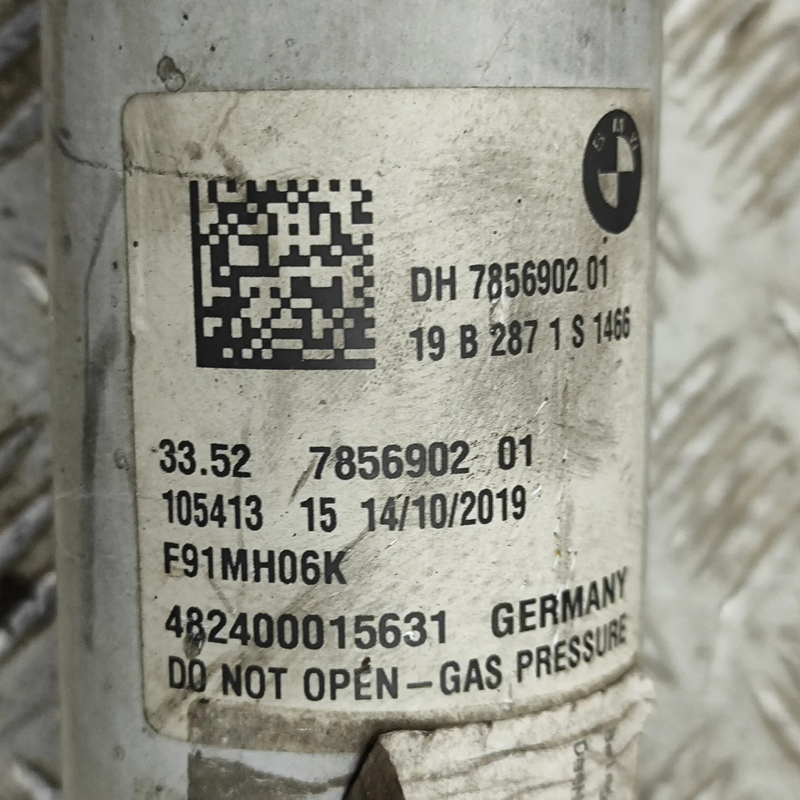 BMW
DH 7856902 01
19 B 287 1 S 1466
33.52 7856902 01
105413 15 14/10/2019
F91MH06K
482400015631 GERMANY
DO NOT OPEN - GAS PRESSURE